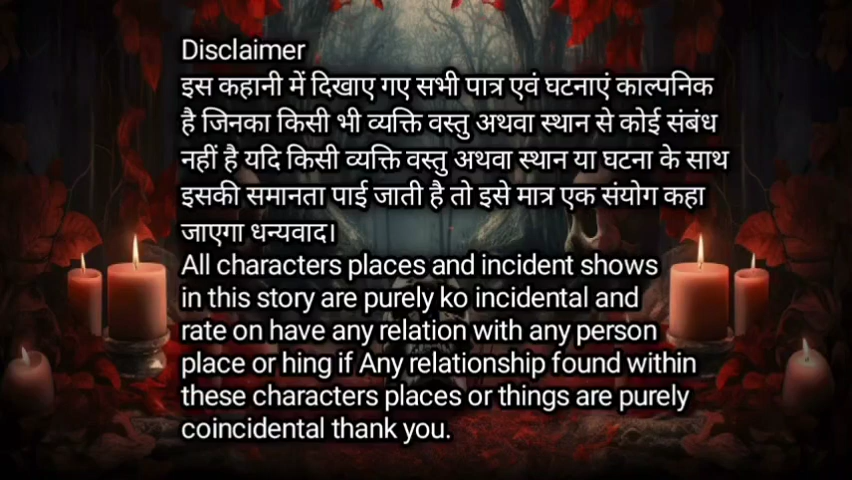 Disclaimer
इस कहानी में दिखाए गए सभी पात्र एवं घटनाएं काल्पनिक
है जिनका किसी भी व्यक्ति वस्तु अथवा स्थान से कोई संबंध
नहीं है यदि किसी व्यक्ति वस्तु अथवा स्थान या घटना के साथ
इसकी समानता पाई जाती है तो इसे मात्र एक संयोग कहा
जाएगा धन्यवाद।
All characters places and incident shows
in this story are purely ko incidental and
rate on have any relation with any person
place or hing if Any relationship found within
these characters places or things are purely
coincidental thank you.